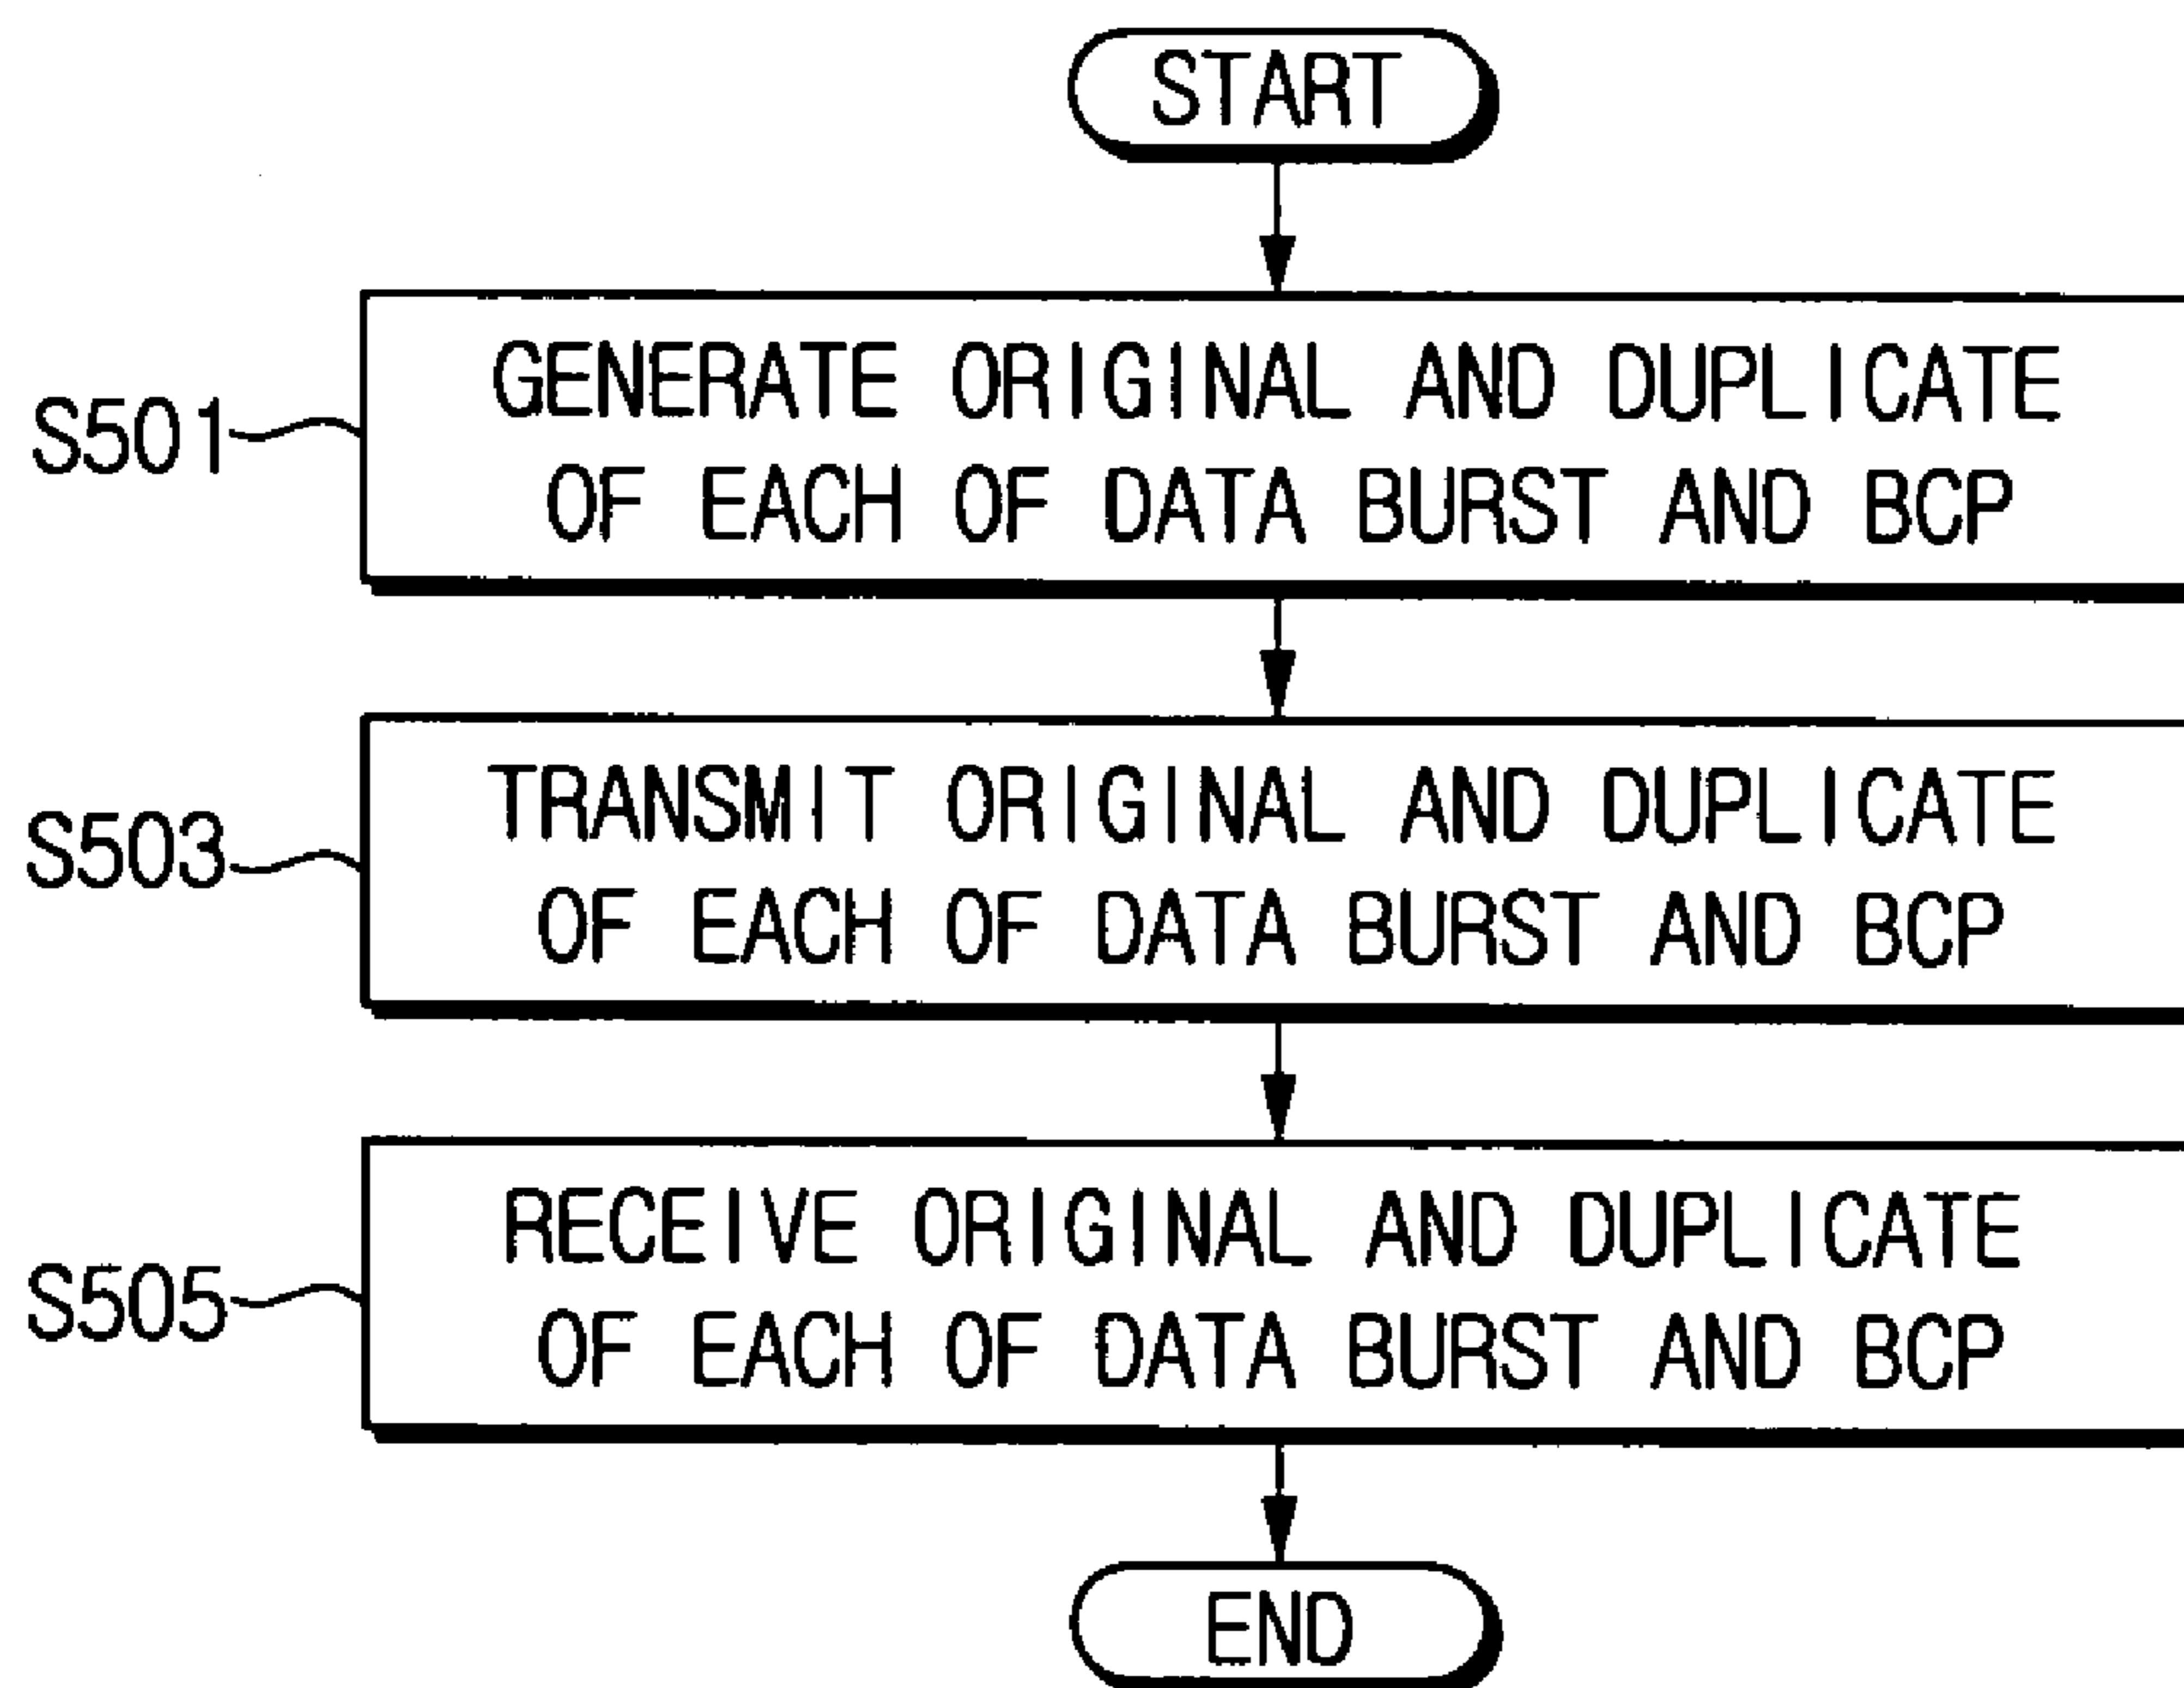 START
S501
GENERATE ORIGINAL AND DUPLICATE
OF EACH OF DATA BURST AND BCP
S503
TRANSMIT ORIGINAL AND DUPLICATE
OF EACH OF DATA BURST AND BCP
S505
RECEIVE ORIGINAL AND DUPLICATE
OF EACH OF DATA BURST AND BCP
END